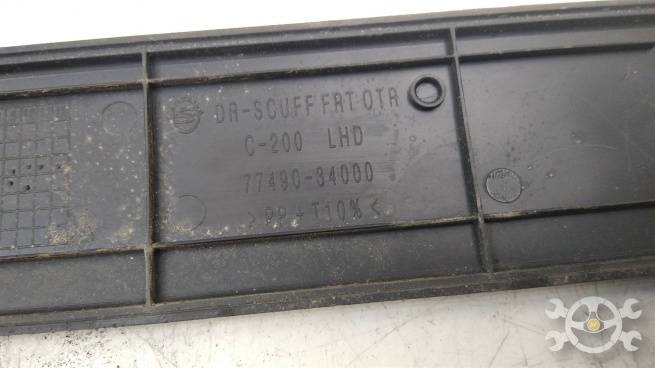 DR-SCUFF FRT OTR
C-200 LHD
77490-34000
>PP+T10%<